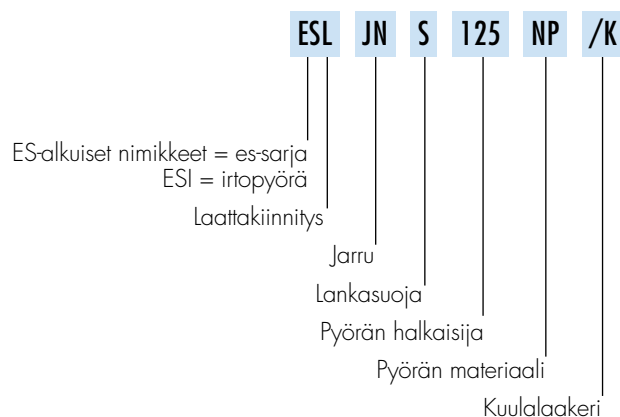 ESL JN S 125 NP /K
ES-alkuiset nimikkeet = es-sarja
ESI = irtopyörä
Laattakiinnitys
Jarru
Lankasuoja
Pyörän halkaisija
Pyörän materiaali
Kuulalaakeri